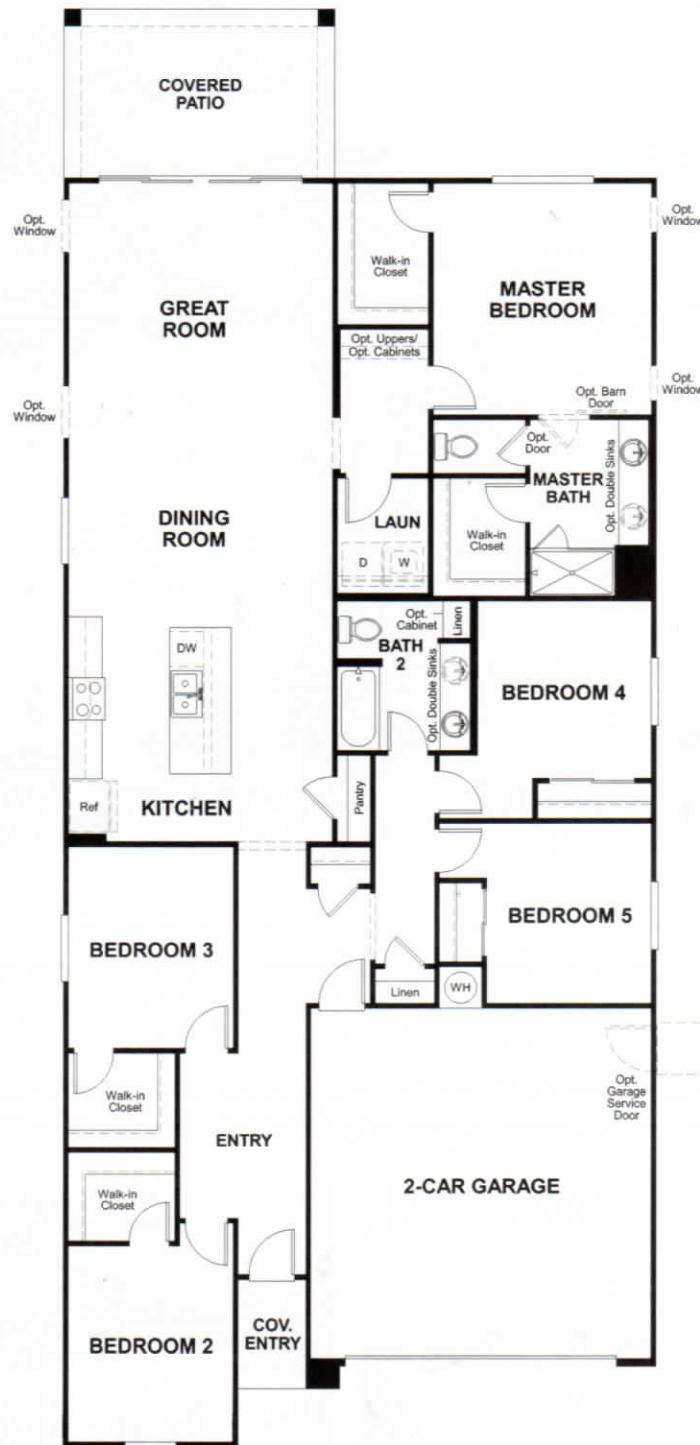 COVERED
PATIO
Opt.
Window
Walk-in
Closet
Opt.
Window
GREAT
ROOM
MASTER
BEDROOM
Opt. Uppers/
Opt. Cabinets
Opt.
Window
Opt.
Window
Opt. Barn
Door
Opt.
Door
Opt. Double Sinks
MASTER
BATH
DINING
ROOM
LAUN
Walk-in
Closet
D
W
Opt.
Cabinet
Linen
DW
BATH
2
Opt. Double Sinks
BEDROOM 4
Ref
KITCHEN
Pantry
BEDROOM 3
BEDROOM 5
Linen
WH
Walk-in
Closet
Opt.
Garage
Service
Door
ENTRY
Walk-in
Closet
2-CAR GARAGE
COV.
ENTRY
BEDROOM 2